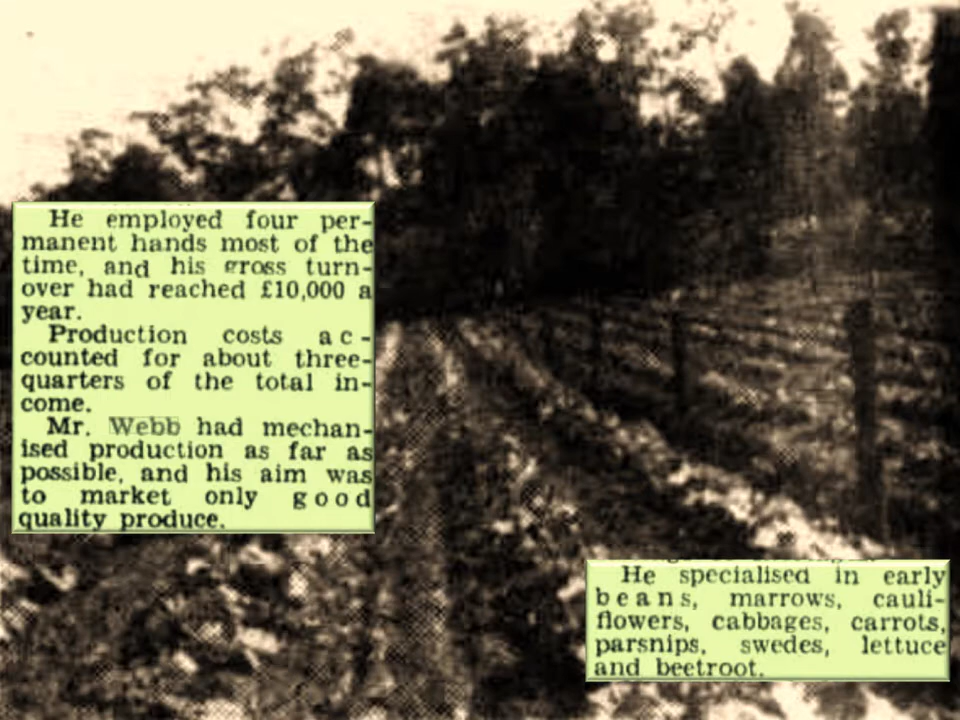 He employed four per-
manent hands most of the
time, and his gross turn-
over had reached £10,000 a
year.
Production costs ac-
counted for about three-
quarters of the total in-
come.
Mr. Webb had mechan-
ised production as far as
possible, and his aim was
to market only good
quality produce.
He specialised in early
beans, marrows, cauli-
flowers, cabbages, carrots,
parsnips, swedes, lettuce
and beetroot.